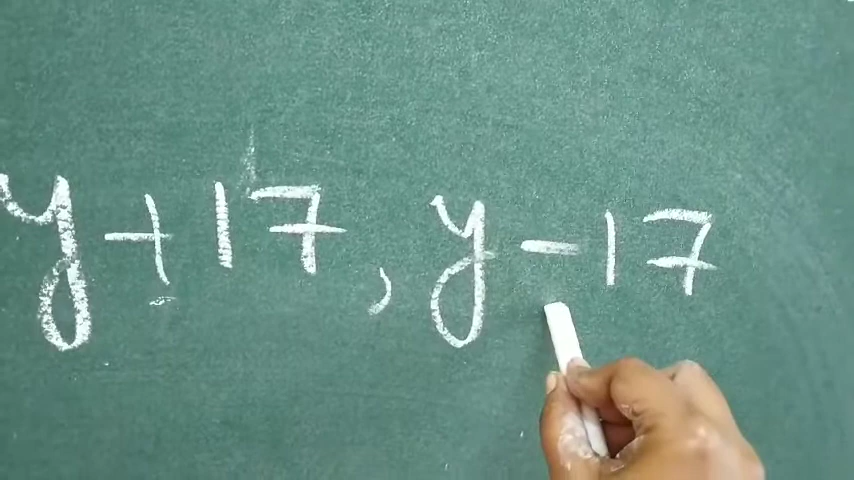 y + 17 , y - 17